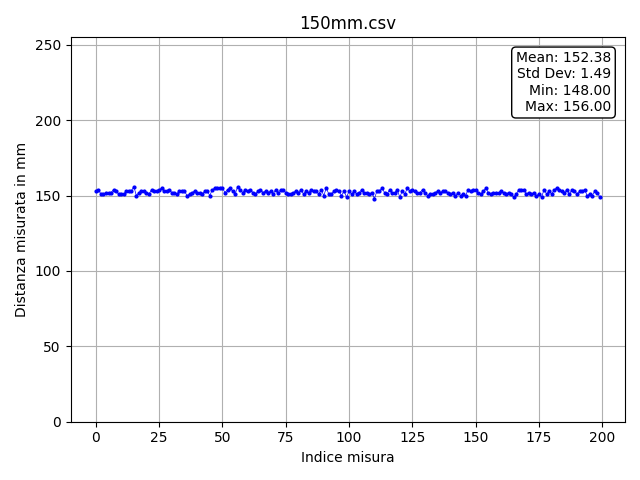 150mm.csv
Mean: 152.38
Std Dev: 1.49
Min: 148.00
Max: 156.00
250
200
150
100
50
0
Distanza misurata in mm
0 25 50 75 100 125 150 175 200
Indice misura